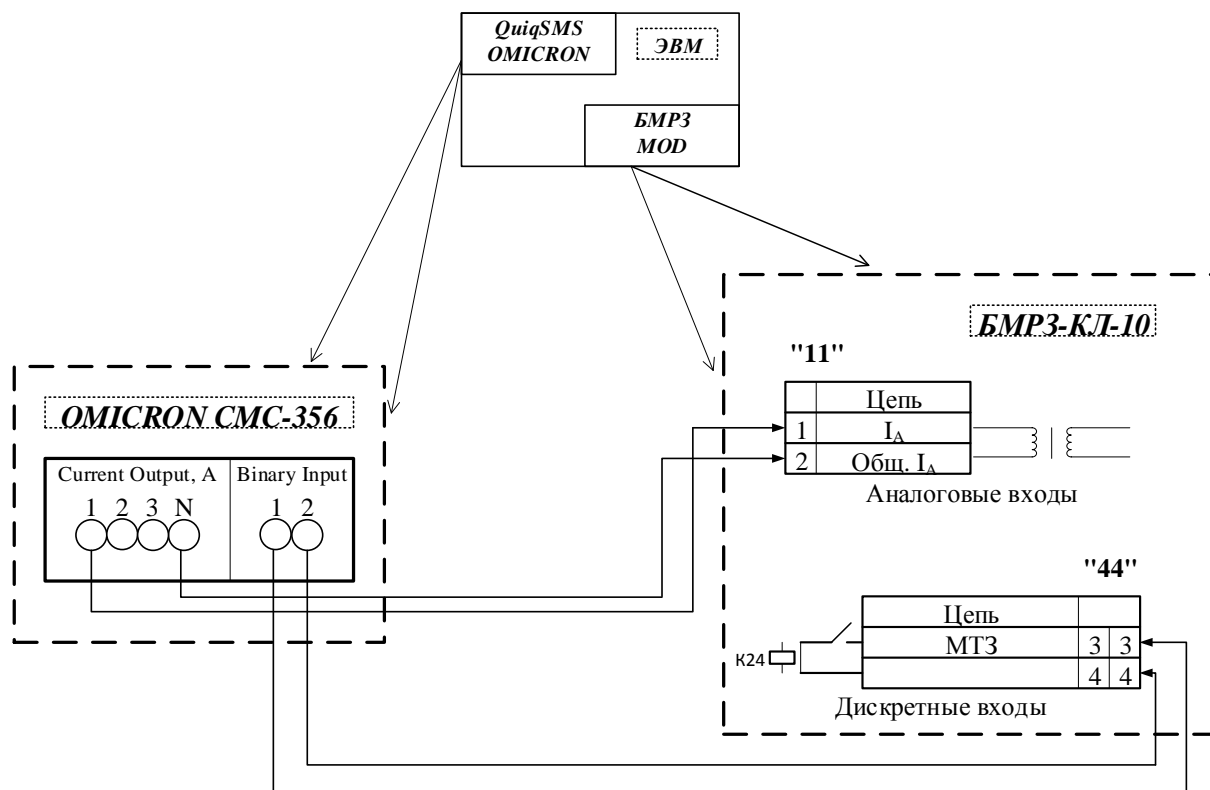 QuiqSMS
OMICRON
ЭВМ
БМРЗ
MOD
БМРЗ-КЛ-10
"11"
Цепь
1 IA
2 Общ. IA
Аналоговые входы
OMICRON CMC-356
Current Output, A Binary Input
1 2 3 N 1 2
"44"
Цепь
МТЗ 3 3
4 4
К24
Дискретные входы